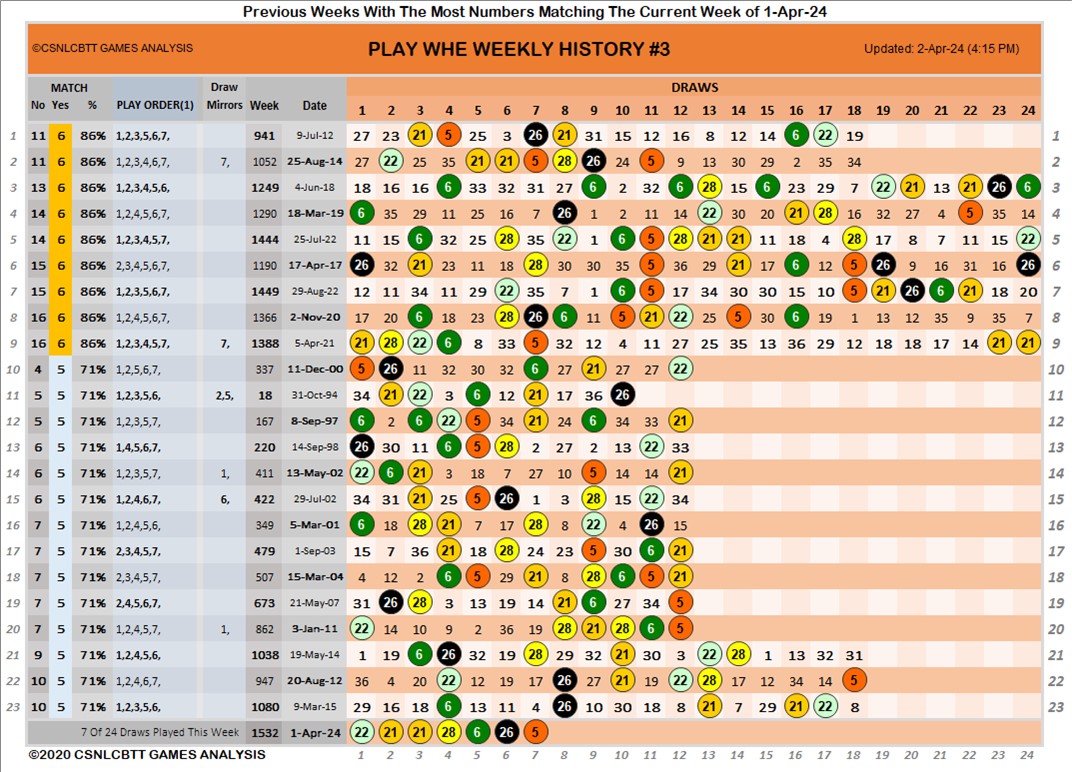 Previous Weeks With The Most Numbers Matching The Current Week of 1-Apr-24
©CSNLCBTT GAMES ANALYSIS PLAY WHE WEEKLY HISTORY #3 Updated: 2-Apr-24 (4:15 PM)
MATCH Draw DRAWS
No Yes % PLAY ORDER(1) Mirrors Week Date 1 2 3 4 5 6 7 8 9 10 11 12 13 14 15 16 17 18 19 20 21 22 23 24
1 11 6 86% 1,2,3,5,6,7, 941 9-Jul-12 27 23 21 5 25 3 26 21 31 15 12 16 8 12 14 6 22 19 1
2 11 6 86% 1,2,3,4,6,7, 7, 1052 25-Aug-14 27 22 25 35 21 21 5 28 26 24 5 9 13 30 29 2 35 34 2
3 13 6 86% 1,2,3,4,5,6, 1249 4-Jun-18 18 16 16 6 33 32 31 27 6 2 32 6 28 15 6 23 29 7 22 21 13 21 26 6 3
4 14 6 86% 1,2,4,5,6,7, 1290 18-Mar-19 6 35 29 11 25 16 7 26 1 2 11 14 22 30 20 21 28 16 32 27 4 5 35 14 4
5 14 6 86% 1,2,3,4,5,7, 1444 25-Jul-22 11 15 6 32 25 28 35 22 1 6 5 28 21 21 11 18 4 28 17 8 7 11 15 22 5
6 15 6 86% 2,3,4,5,6,7, 1190 17-Apr-17 26 32 21 23 11 18 28 30 30 35 5 36 29 21 17 6 12 5 26 9 16 31 16 26 6
7 15 6 86% 1,2,3,5,6,7, 1449 29-Aug-22 12 11 34 11 29 22 35 7 1 6 5 17 34 30 30 15 10 5 21 26 6 21 18 20 7
8 16 6 86% 1,2,4,5,6,7, 1366 2-Nov-20 17 20 6 18 23 28 26 6 11 5 21 22 25 5 30 6 19 1 13 12 35 9 35 7 8
9 16 6 86% 1,2,3,4,5,7, 7, 1388 5-Apr-21 21 28 22 6 8 33 5 32 12 4 11 27 25 35 13 36 29 12 18 18 17 14 21 21 9
10 4 5 71% 1,2,5,6,7, 337 11-Dec-00 5 26 11 32 30 32 6 27 21 27 27 22 10
11 5 5 71% 1,2,3,5,6, 2,5, 18 31-Oct-94 34 21 22 3 6 12 21 17 36 26 11
12 5 5 71% 1,2,3,5,7, 167 8-Sep-97 6 2 6 22 5 34 21 24 6 34 33 21 12
13 6 5 71% 1,4,5,6,7, 220 14-Sep-98 26 30 11 6 5 28 2 27 2 13 22 33 13
14 6 5 71% 1,2,3,5,7, 1, 411 13-May-02 22 6 21 3 18 7 27 10 5 14 14 21 14
15 6 5 71% 1,2,4,6,7, 6, 422 29-Jul-02 34 31 21 25 5 26 1 3 28 15 22 34 15
16 7 5 71% 1,2,4,5,6, 349 5-Mar-01 6 18 28 21 7 17 28 8 22 4 26 15 16
17 7 5 71% 2,3,4,5,7, 479 1-Sep-03 15 7 36 21 18 28 24 23 5 30 6 21 17
18 7 5 71% 2,3,4,5,7, 507 15-Mar-04 4 12 2 6 5 29 21 8 28 6 5 21 18
19 7 5 71% 2,4,5,6,7, 673 21-May-07 31 26 28 3 13 19 14 21 6 27 34 5 19
20 7 5 71% 1,2,4,5,7, 1, 862 3-Jan-11 22 14 10 9 2 36 19 28 21 28 6 5 20
21 9 5 71% 1,2,4,5,6, 1038 19-May-14 1 19 6 26 32 19 28 29 32 21 30 3 22 28 1 13 32 31 21
22 10 5 71% 1,2,4,6,7, 947 20-Aug-12 36 4 20 22 12 19 17 26 27 21 19 22 28 17 12 34 14 5 22
23 10 5 71% 1,2,3,5,6, 1080 9-Mar-15 29 16 18 6 13 11 4 26 10 30 18 8 21 7 29 21 22 8 23
7 Of 24 Draws Played This Week 1532 1-Apr-24 22 21 21 28 6 26 5
©2020 CSNLCBTT GAMES ANALYSIS 1 2 3 4 5 6 7 8 9 10 11 12 13 14 15 16 17 18 19 20 21 22 23 24